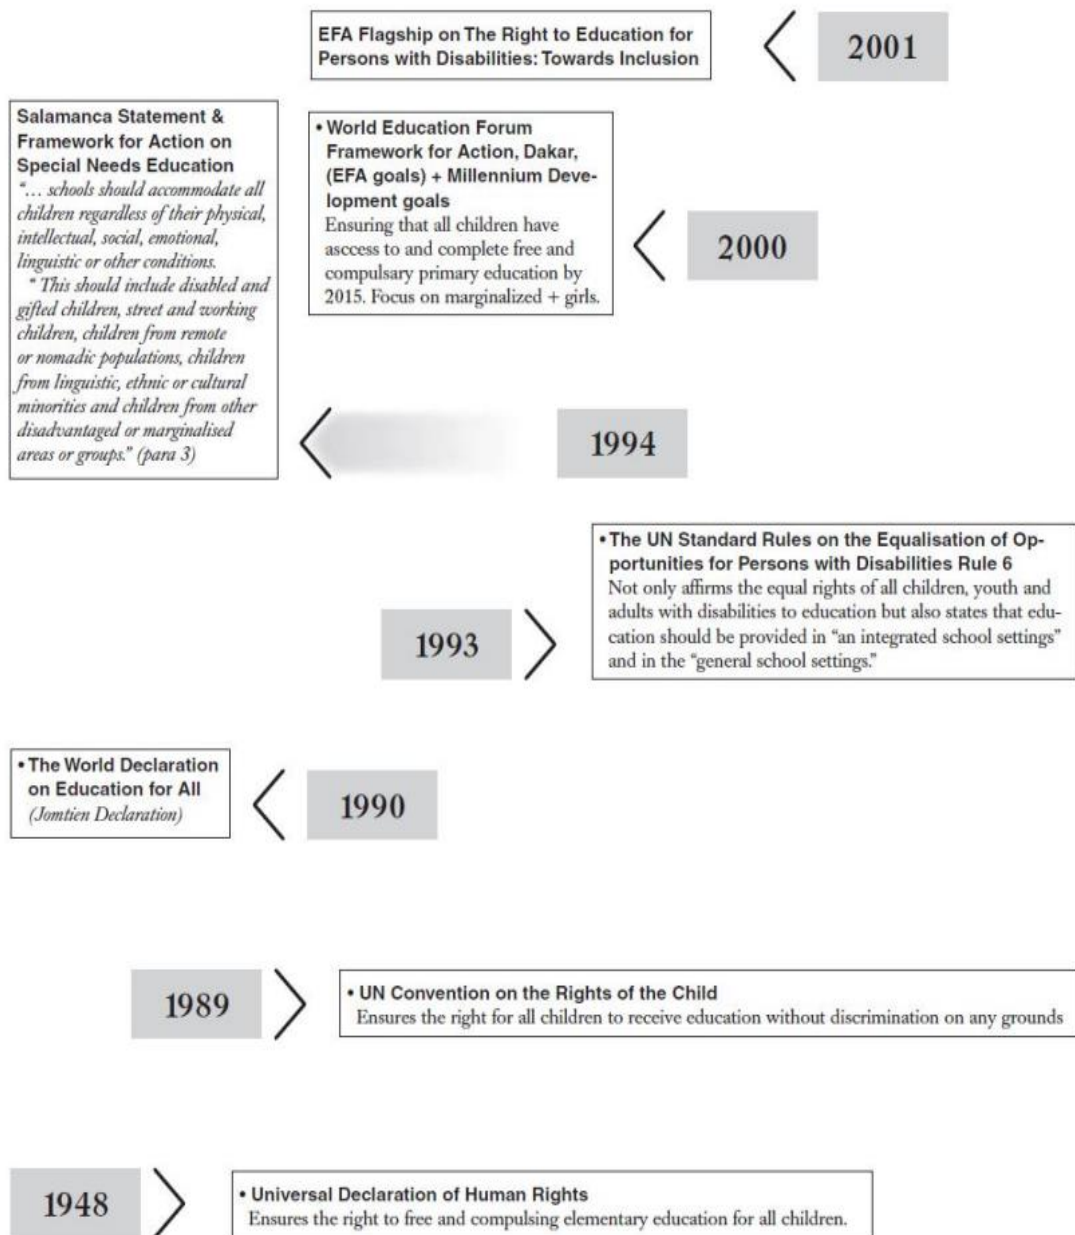 EFA Flagship on The Right to Education for
Persons with Disabilities: Towards Inclusion
2001
Salamanca Statement &
Framework for Action on
Special Needs Education
"... schools should accommodate all
children regardless of their physical,
intellectual, social, emotional,
linguistic or other conditions.
" This should include disabled and
gifted children, street and working
children, children from remote
or nomadic populations, children
from linguistic, ethnic or cultural
minorities and children from other
disadvantaged or marginalised
areas or groups." (para 3)
• World Education Forum
Framework for Action, Dakar,
(EFA goals) + Millennium Deve-
lopment goals
Ensuring that all children have
asccess to and complete free and
compulsary primary education by
2015. Focus on marginalized + girls.
2000
1994
• The UN Standard Rules on the Equalisation of Op-
portunities for Persons with Disabilities Rule 6
Not only affirms the equal rights of all children, youth and
adults with disabilities to education but also states that edu-
cation should be provided in "an integrated school settings"
and in the "general school settings."
1993
• The World Declaration
on Education for All
(Jomtien Declaration)
1990
1989
• UN Convention on the Rights of the Child
Ensures the right for all children to receive education without discrimination on any grounds
1948
• Universal Declaration of Human Rights
Ensures the right to free and compulsing elementary education for all children.